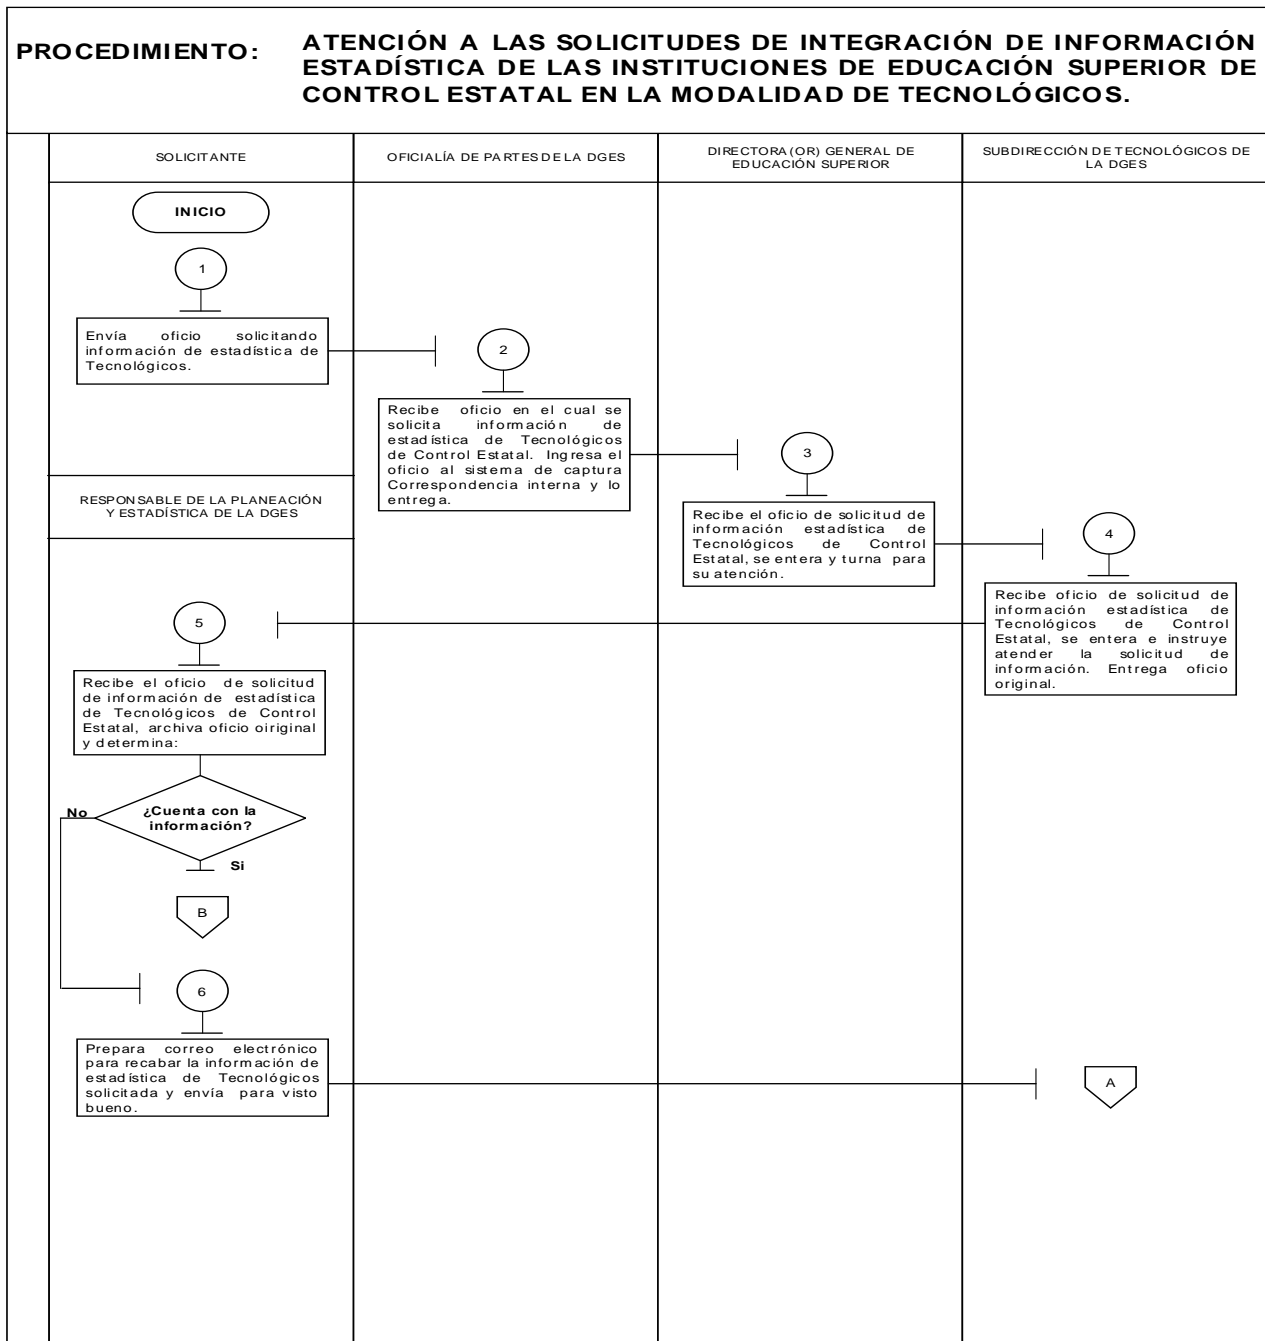 PROCEDIMIENTO:
ATENCIÓN A LAS SOLICITUDES DE INTEGRACIÓN DE INFORMACIÓN
ESTADÍSTICA DE LAS INSTITUCIONES DE EDUCACIÓN SUPERIOR DE
CONTROL ESTATAL EN LA MODALIDAD DE TECNOLÓGICOS.
SOLICITANTE
OFICIALÍA DE PARTES DE LA DGES
DIRECTORA (OR) GENERAL DE
EDUCACIÓN SUPERIOR
SUBDIRECCIÓN DE TECNOLÓGICOS DE
LA DGES
INICIO
1
Envía oficio solicitando
información de estadística de
Tecnológicos.
2
Recibe oficio en el cual se
solicita información de
estadística de Tecnológicos
de Control Estatal. Ingresa el
oficio al sistema de captura
Correspondencia interna y lo
entrega.
3
Recibe el oficio de solicitud de
información estadística de
Tecnológicos de Control
Estatal, se entera y turna para
su atención.
4
Recibe oficio de solicitud de
información estadística de
Tecnológicos de Control
Estatal, se entera e instruye
atender la solicitud de
información. Entrega oficio
original.
RESPONSABLE DE LA PLANEACIÓN
Y ESTADÍSTICA DE LA DGES
5
Recibe el oficio de solicitud
de información de estadística
de Tecnológicos de Control
Estatal, archiva oficio oiriginal
y determina:
¿Cuenta con la
información?
No
Si
B
6
Prepara correo electrónico
para recabar la información de
estadística de Tecnológicos
solicitada y envía para visto
bueno.
A